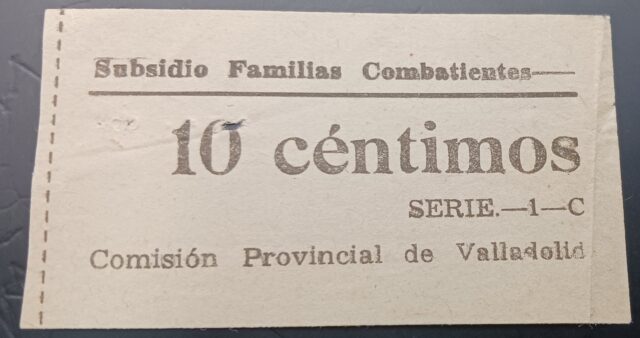 Subsidio Familias Combatientes—
10 céntimos
SERIE.—1—C
Comisión Provincial de Valladolid